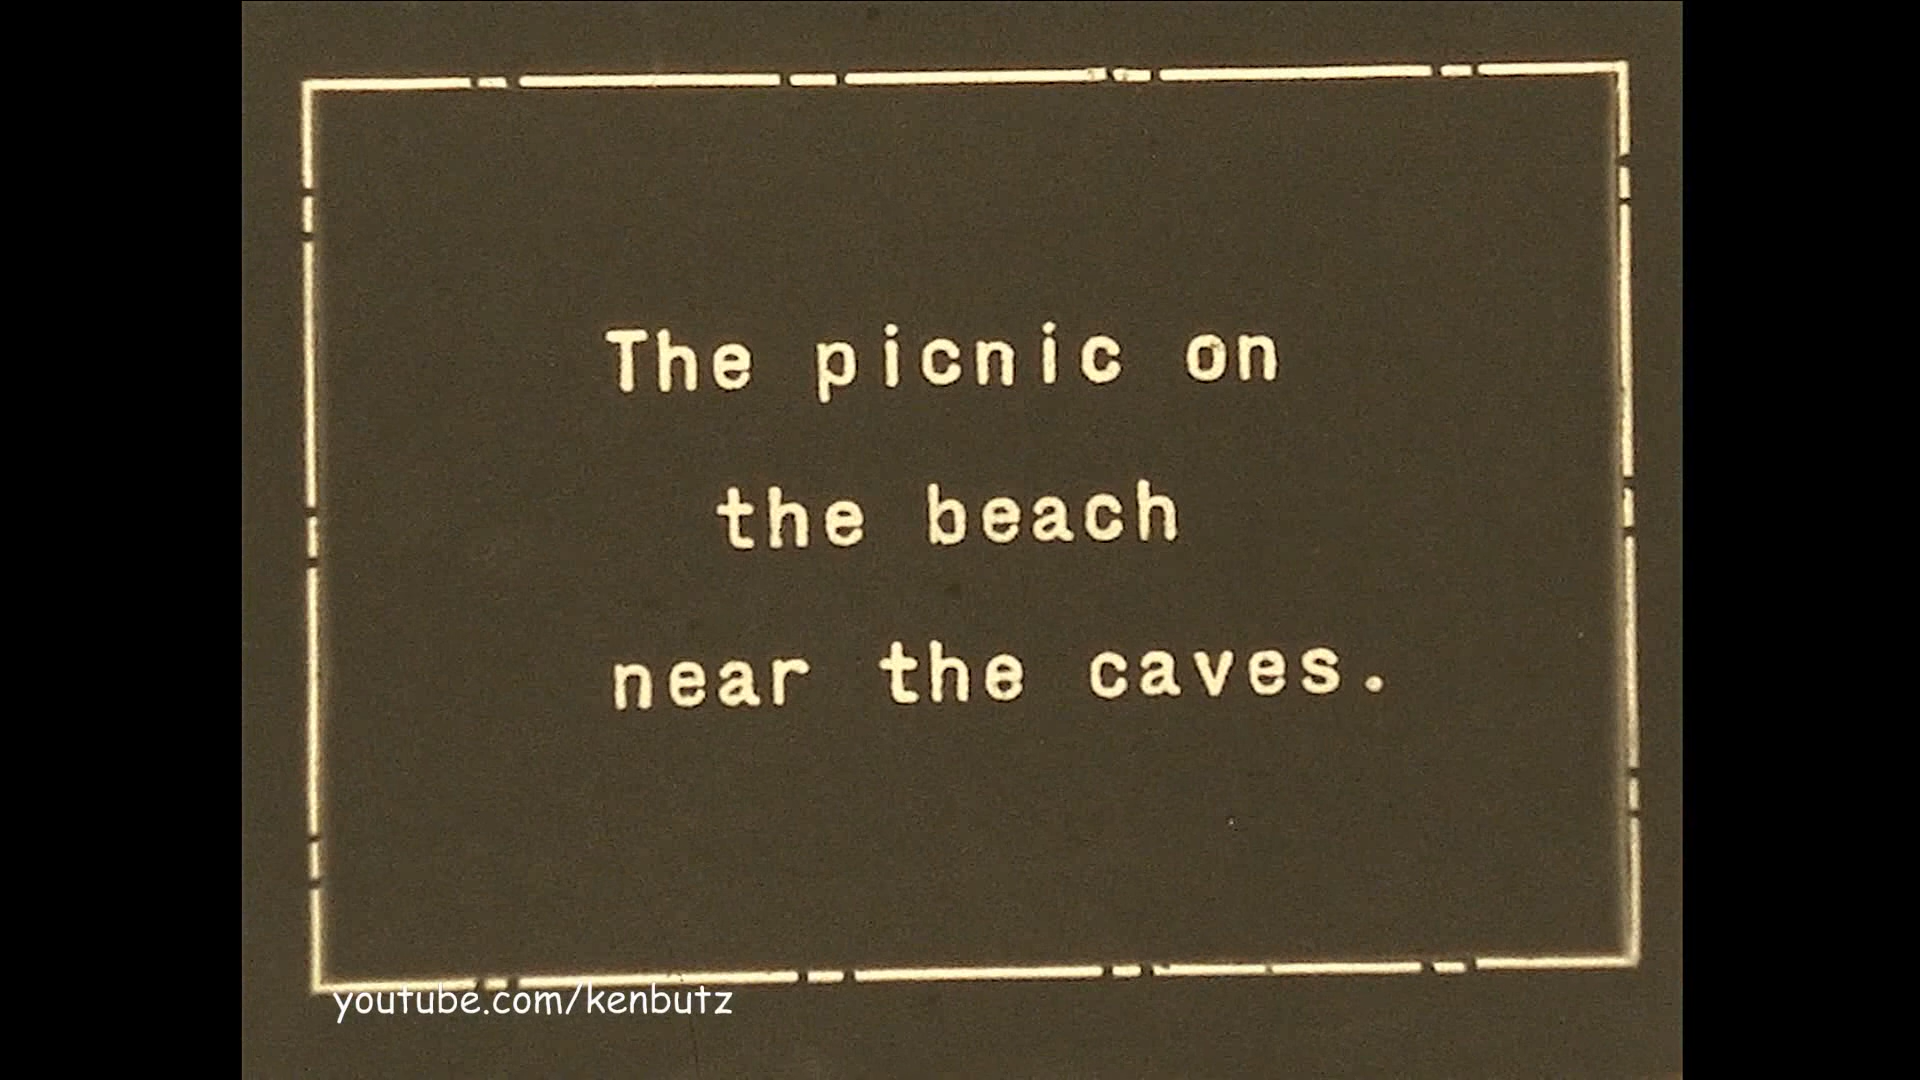 The picnic on
the beach
near the caves.
youtube.com/kenbutz